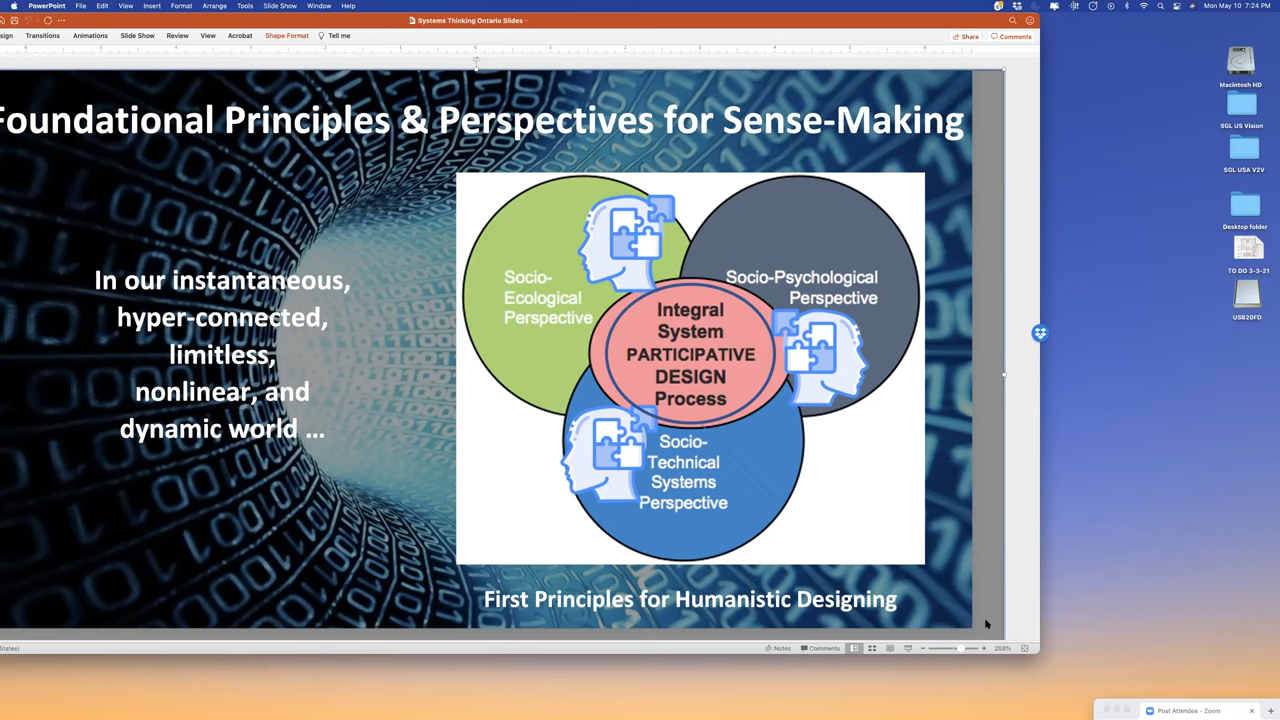 PowerPoint File Edit View Insert Format Arrange Tools Slide Show Window Help
Mon May 10 7:24 PM
Systems Thinking Ontario Slides
sign Transitions Animations Slide Show Review View Acrobat Shape Format Tell me
Share Comments
Foundational Principles & Perspectives for Sense-Making
In our instantaneous,
hyper-connected,
limitless,
nonlinear, and
dynamic world ...
Socio-
Ecological
Perspective
Socio-Psychological
Perspective
Integral
System
PARTICIPATIVE
DESIGN
Process
Socio-
Technical
Systems
Perspective
First Principles for Humanistic Designing
States)
Notes Comments 208%
Macintosh HD
SGL US Vision
SGL USA V2V
Desktop folder
TO DO 3-3-21
USB20FD
Post Attendee - Zoom